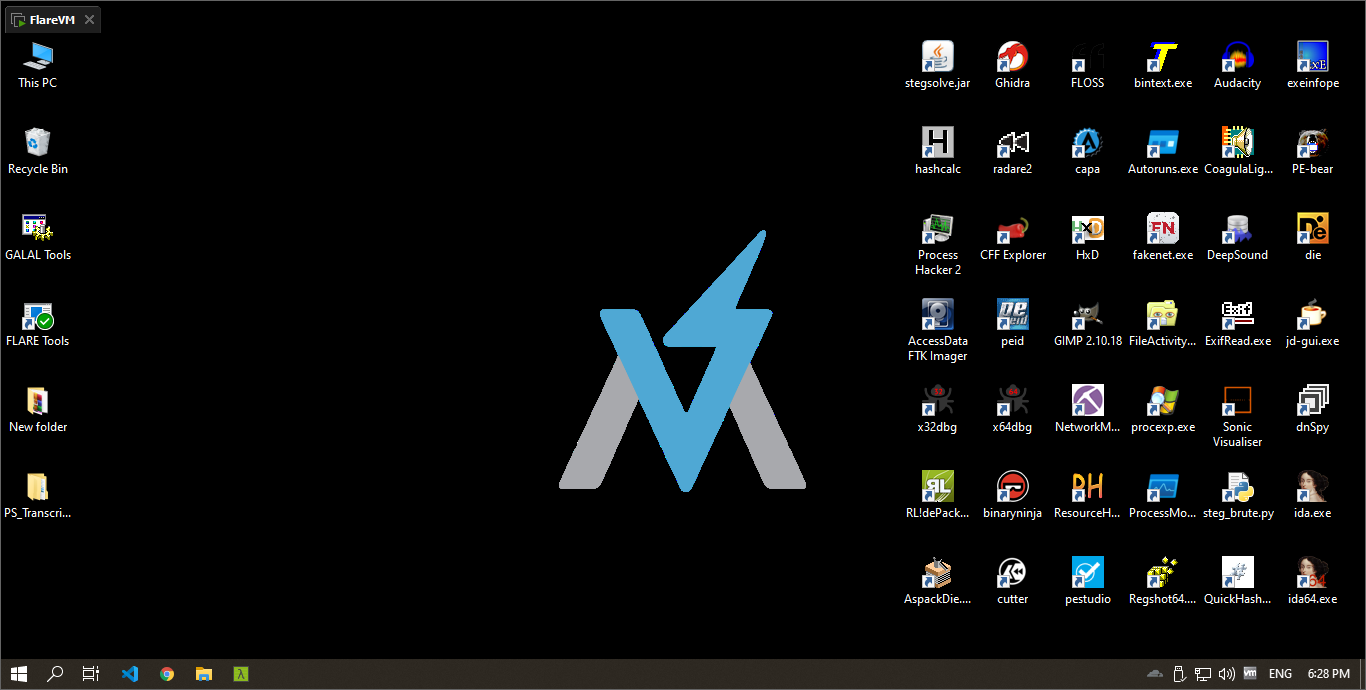 FlareVM
This PC
Recycle Bin
GALAL Tools
FLARE Tools
New folder
PS_Transcri...
stegsolve.jar
Ghidra
FLOSS
bintext.exe
Audacity
exeinfope
hashcalc
radare2
capa
Autoruns.exe
CoagulaLig...
PE-bear
Process
Hacker 2
CFF Explorer
HxD
fakenet.exe
DeepSound
die
AccessData
FTK Imager
peid
GIMP 2.10.18
FileActivity...
ExifRead.exe
jd-gui.exe
x32dbg
x64dbg
NetworkM...
procexp.exe
Sonic
Visualiser
dnSpy
RL!dePack...
binaryninja
ResourceH...
ProcessMo...
steg_brute.py
ida.exe
AspackDie....
cutter
pestudio
Regshot64....
QuickHash...
ida64.exe
ENG
6:28 PM